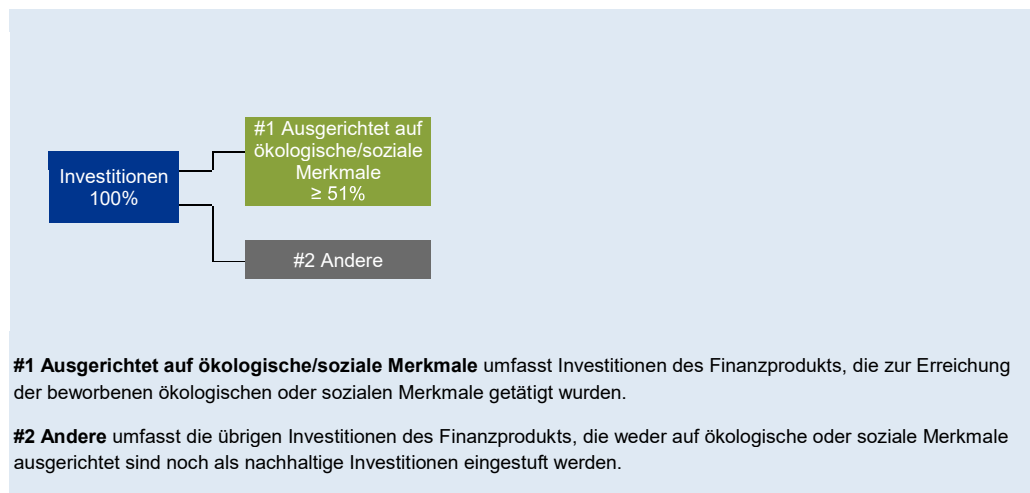 #1 Ausgerichtet auf
ökologische/soziale
Merkmale
≥ 51%
Investitionen
100%
#2 Andere
#1 Ausgerichtet auf ökologische/soziale Merkmale umfasst Investitionen des Finanzprodukts, die zur Erreichung
der beworbenen ökologischen oder sozialen Merkmale getätigt wurden.
#2 Andere umfasst die übrigen Investitionen des Finanzprodukts, die weder auf ökologische oder soziale Merkmale
ausgerichtet sind noch als nachhaltige Investitionen eingestuft werden.